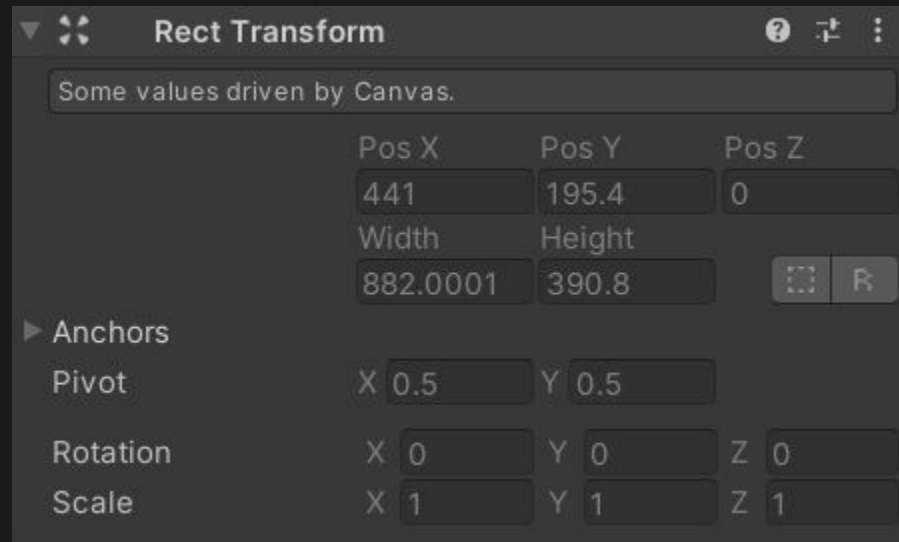 Rect Transform
Some values driven by Canvas.
Pos X Pos Y Pos Z
441 195.4 0
Width Height
882.0001 390.8 R
Anchors
Pivot X 0.5 Y 0.5
Rotation X 0 Y 0 Z 0
Scale X 1 Y 1 Z 1